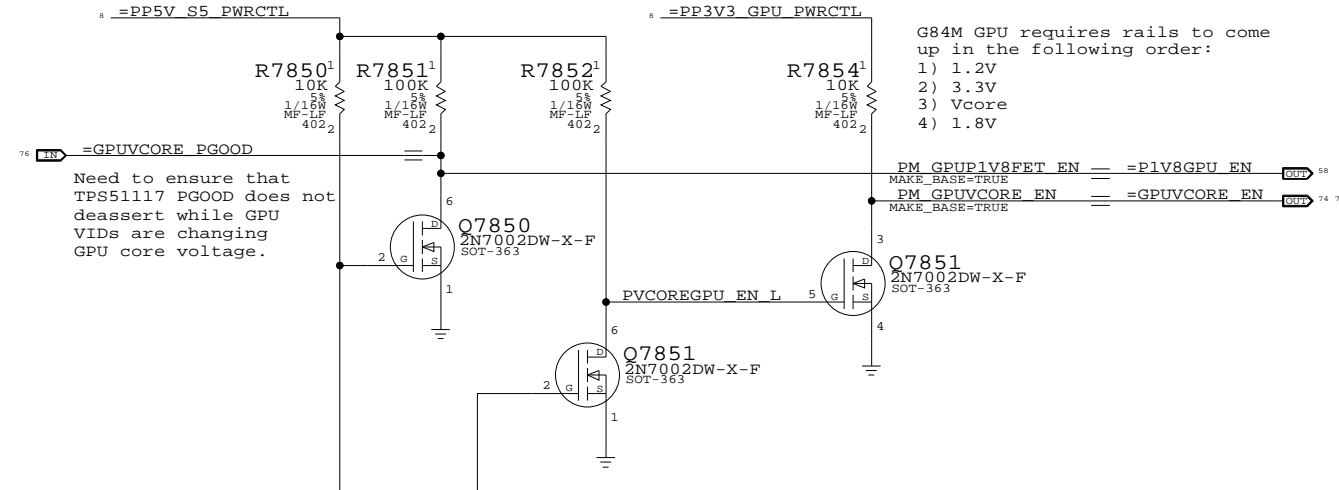 8 =PP5V_S5_PWRCTL
8 =PP3V3_GPU_PWRCTL
G84M GPU requires rails to come
up in the following order:
1) 1.2V
2) 3.3V
3) Vcore
4) 1.8V
R7850 1
10K
5%
1/16W
MF-LF
402 2
R7851 1
100K
5%
1/16W
MF-LF
402 2
R7852 1
100K
5%
1/16W
MF-LF
402 2
R7854 1
10K
5%
1/16W
MF-LF
402 2
76 IN =GPUVCORE_PGOOD
Need to ensure that
TPS51117 PGOOD does not
deassert while GPU
VIDs are changing
GPU core voltage.
PM_GPUP1V8FET_EN =P1V8GPU_EN OUT 58
MAKE_BASE=TRUE
PM_GPUVCORE_EN =GPUVCORE_EN OUT 74 7
MAKE_BASE=TRUE
6
D
Q7850
2N7002DW-X-F
SOT-363
2 G S
1
3
D
Q7851
2N7002DW-X-F
SOT-363
PVCOREGPU_EN_L 5 G S
4
6
D
Q7851
2N7002DW-X-F
SOT-363
2 G S
1